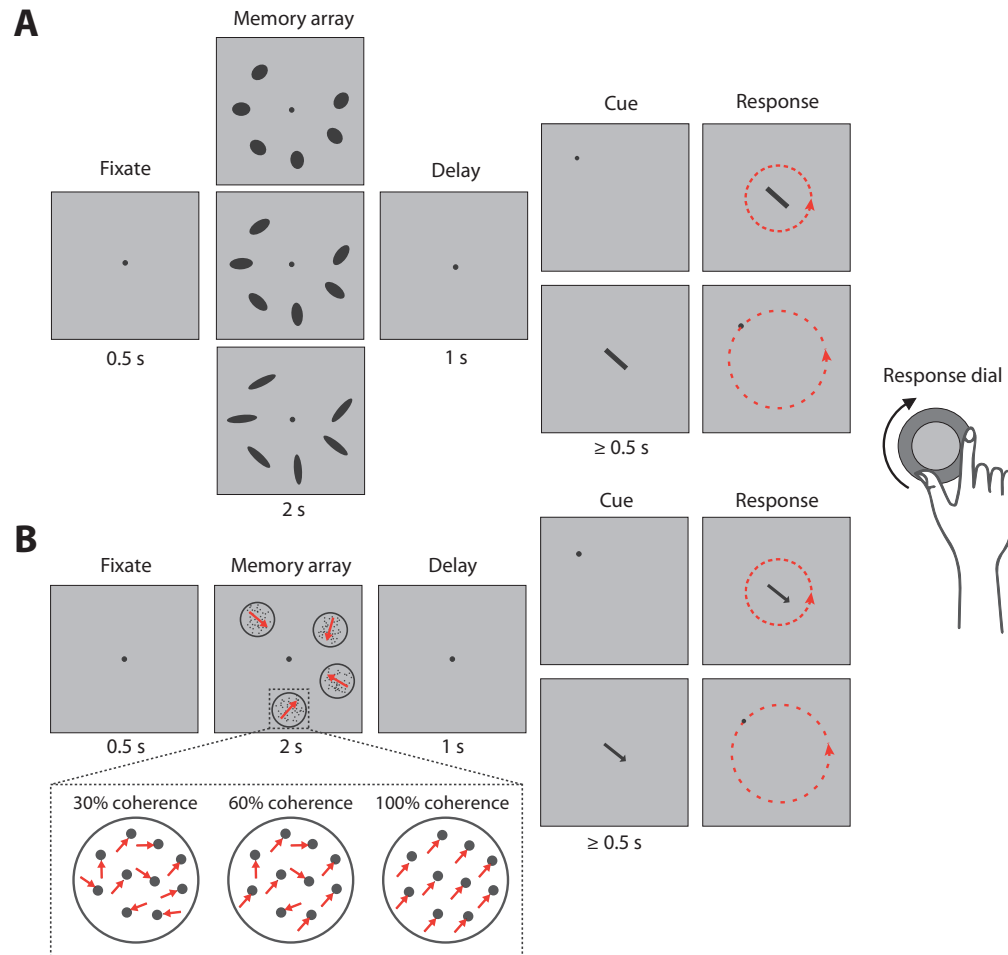 A
Memory array
Fixate
0.5 s
2 s
Delay
1 s
Cue
Response
≥ 0.5 s
Response dial
B
Fixate
0.5 s
Memory array
2 s
Delay
1 s
Cue
Response
≥ 0.5 s
30% coherence
60% coherence
100% coherence